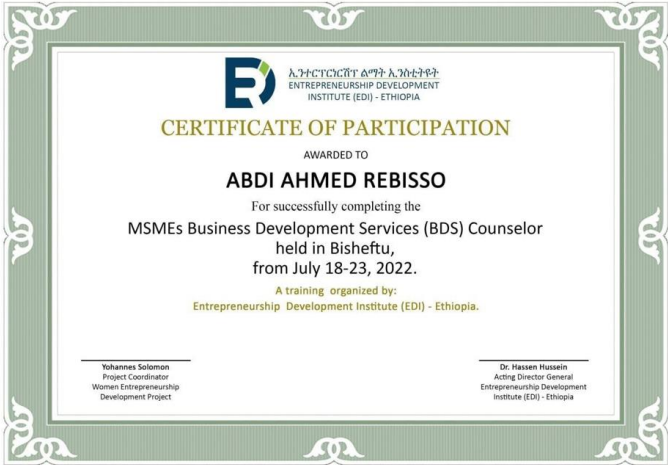 ኢንተርፕርነርሽፕ ልማት ኢንስቲትዩት
ENTREPRENEURSHIP DEVELOPMENT
INSTITUTE (EDI) - ETHIOPIA
CERTIFICATE OF PARTICIPATION
AWARDED TO
ABDI AHMED REBISSO
For successfully completing the
MSMEs Business Development Services (BDS) Counselor
held in Bisheftu,
from July 18-23, 2022.
A training organized by:
Entrepreneurship Development Institute (EDI) - Ethiopia.
Yohannes Solomon
Project Coordinator
Women Entrepreneurship
Development Project
Dr. Hassen Hussein
Acting Director General
Entrepreneurship Development
Institute (EDI) - Ethiopia